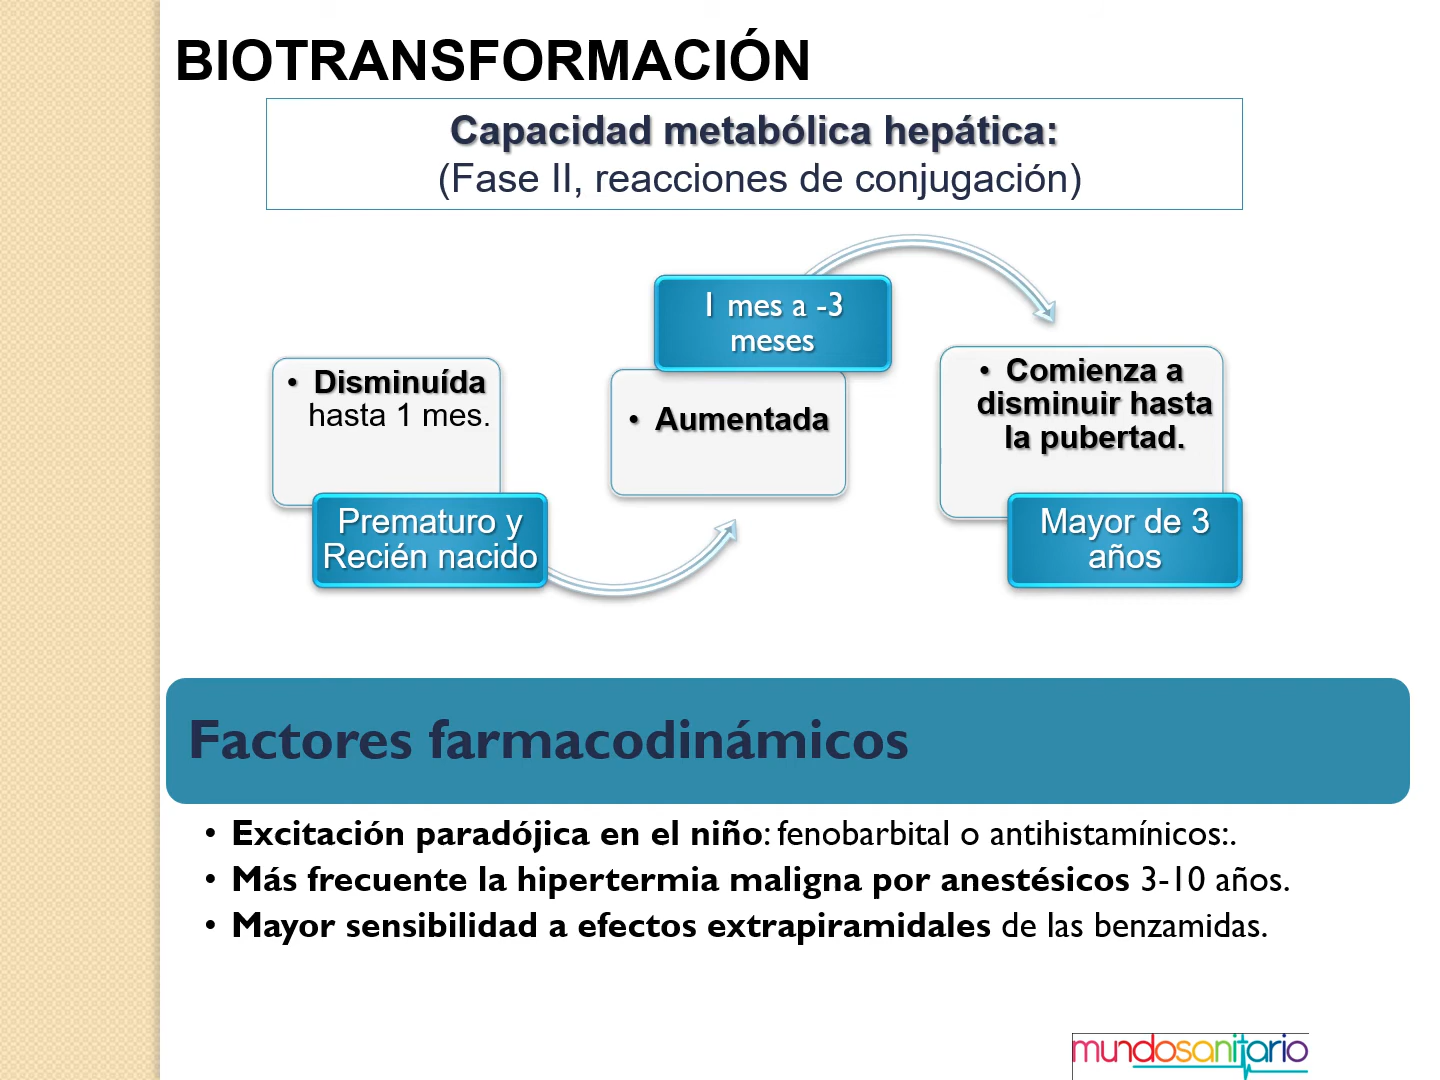 BIOTRANSFORMACIÓN
Capacidad metabólica hepática:
(Fase II, reacciones de conjugación)
• Disminuída
hasta 1 mes.
Prematuro y
Recién nacido
1 mes a -3
meses
• Aumentada
• Comienza a
disminuir hasta
la pubertad.
Mayor de 3
años
Factores farmacodinámicos
• Excitación paradójica en el niño: fenobarbital o antihistamínicos:.
• Más frecuente la hipertermia maligna por anestésicos 3-10 años.
• Mayor sensibilidad a efectos extrapiramidales de las benzamidas.
mundosanitario